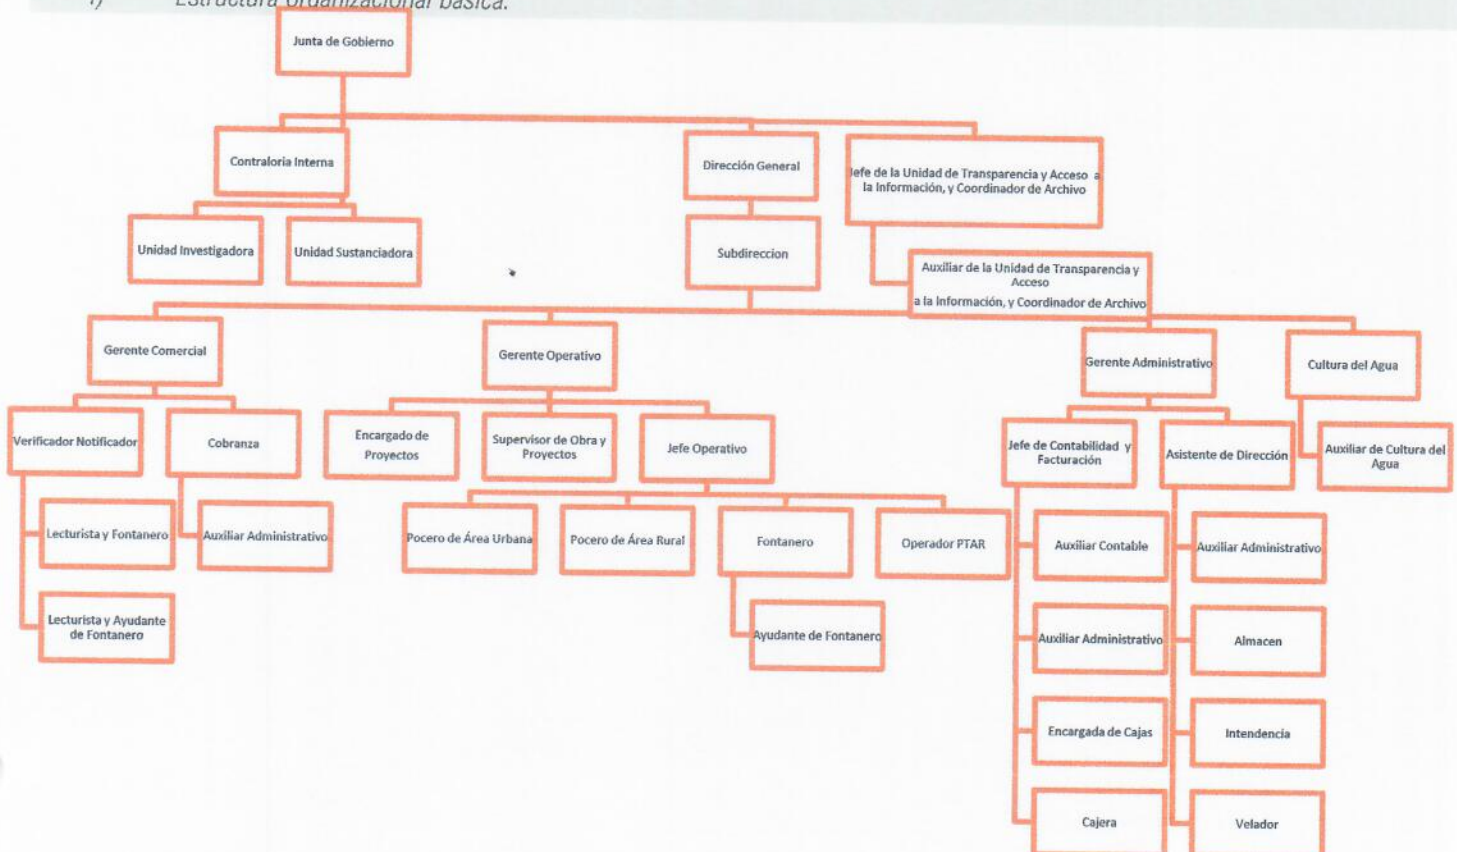 Estructura organizacional básica.
Junta de Gobierno
Contraloria Interna
Dirección General
Jefe de la Unidad de Transparencia y Acceso a
la Información, y Coordinador de Archivo
Unidad Investigadora
Unidad Sustanciadora
Subdireccion
Auxiliar de la Unidad de Transparencia y
Acceso
a la Información, y Coordinador de Archivo
Gerente Comercial
Gerente Operativo
Gerente Administrativo
Cultura del Agua
Verificador Notificador
Cobranza
Encargado de
Proyectos
Supervisor de Obra y
Proyectos
Jefe Operativo
Jefe de Contabilidad y
Facturación
Asistente de Dirección
Auxiliar de Cultura del
Agua
Lecturista y Fontanero
Auxiliar Administrativo
Pocero de Área Urbana
Pocero de Área Rural
Fontanero
Operador PTAR
Auxiliar Contable
Auxiliar Administrativo
Lecturista y Ayudante
de Fontanero
Ayudante de Fontanero
Auxiliar Administrativo
Almacen
Encargada de Cajas
Intendencia
Cajera
Velador